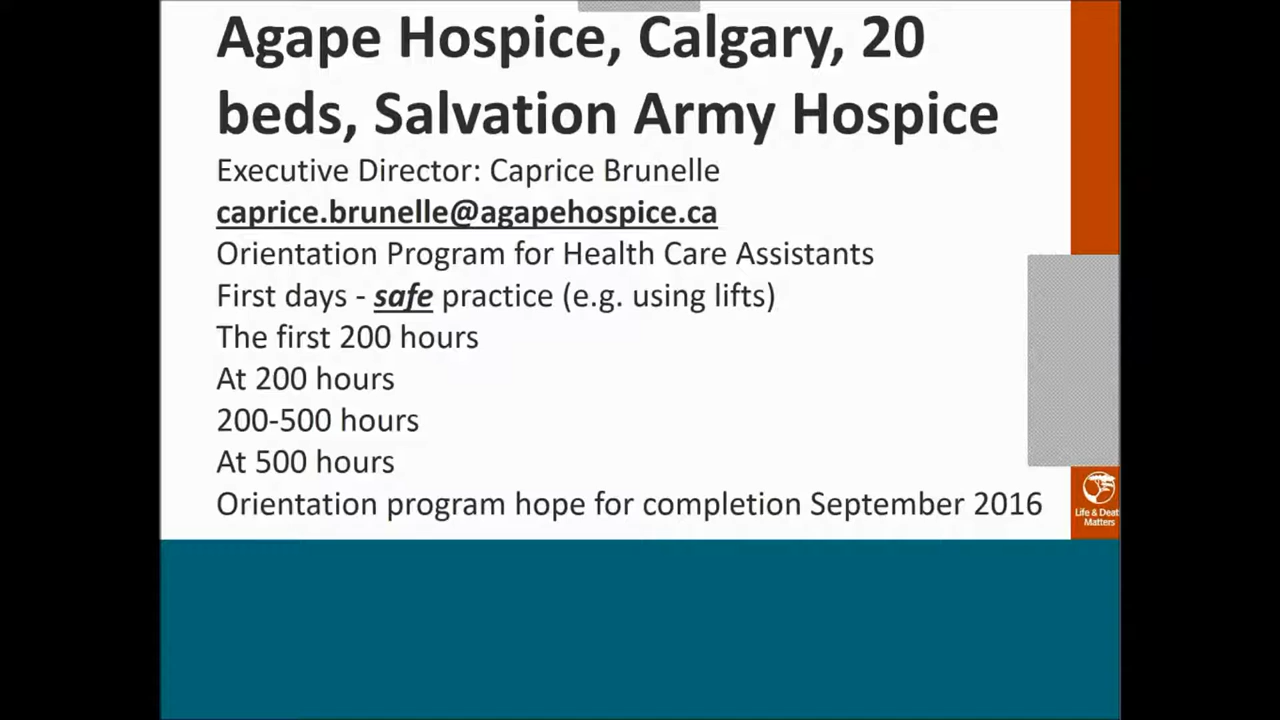 Agape Hospice, Calgary, 20
beds, Salvation Army Hospice
Executive Director: Caprice Brunelle
caprice.brunelle@agapehospice.ca
Orientation Program for Health Care Assistants
First days - safe practice (e.g. using lifts)
The first 200 hours
At 200 hours
200-500 hours
At 500 hours
Orientation program hope for completion September 2016
Life & Deat
Matters